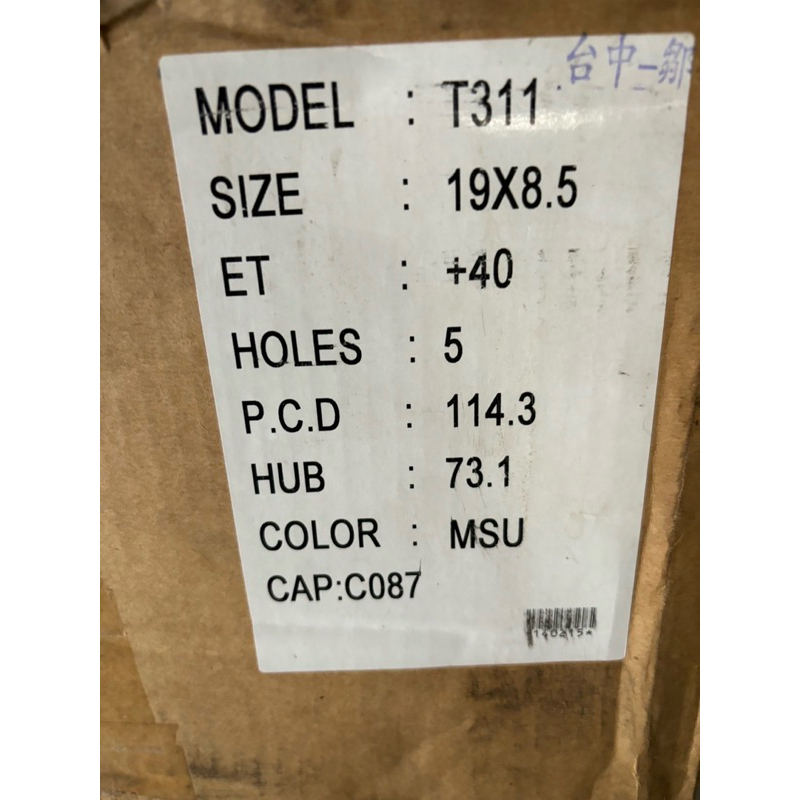 台中-鄒
MODEL : T311
SIZE : 19X8.5
ET : +40
HOLES : 5
P.C.D : 114.3
HUB : 73.1
COLOR : MSU
CAP:C087